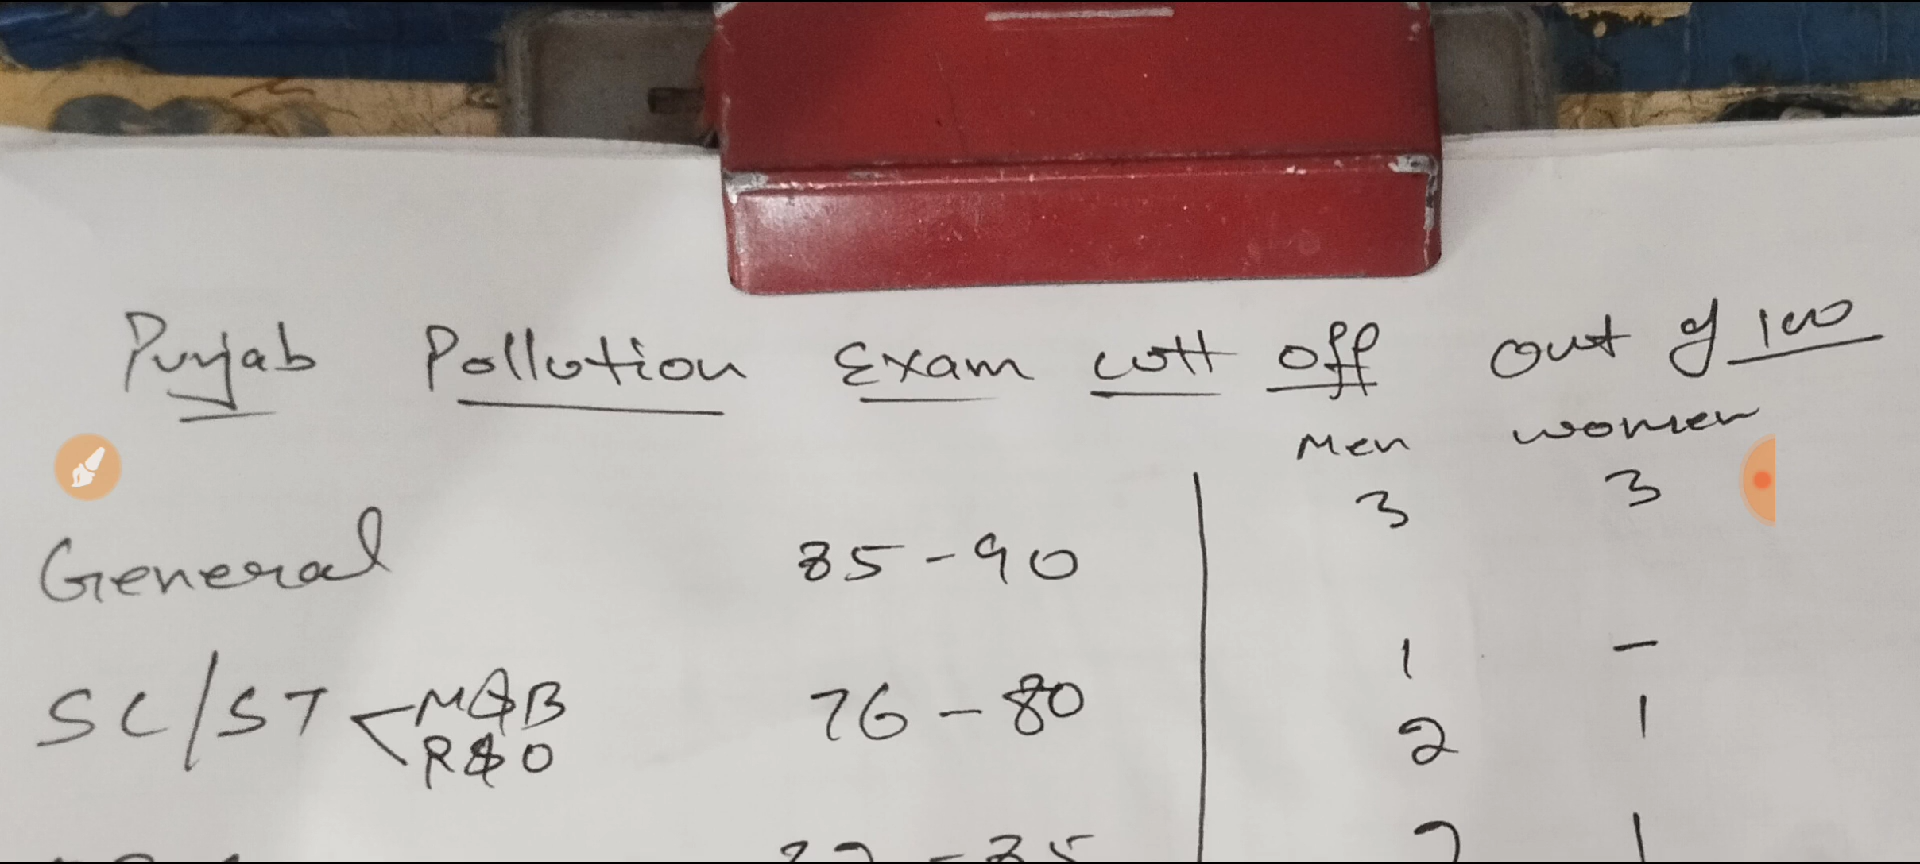 Punjab Pollution Exam cutt off out of 100
Men women
General 85-90 3 3
SC/ST M&B 76-80 1 -
R&O 2 1